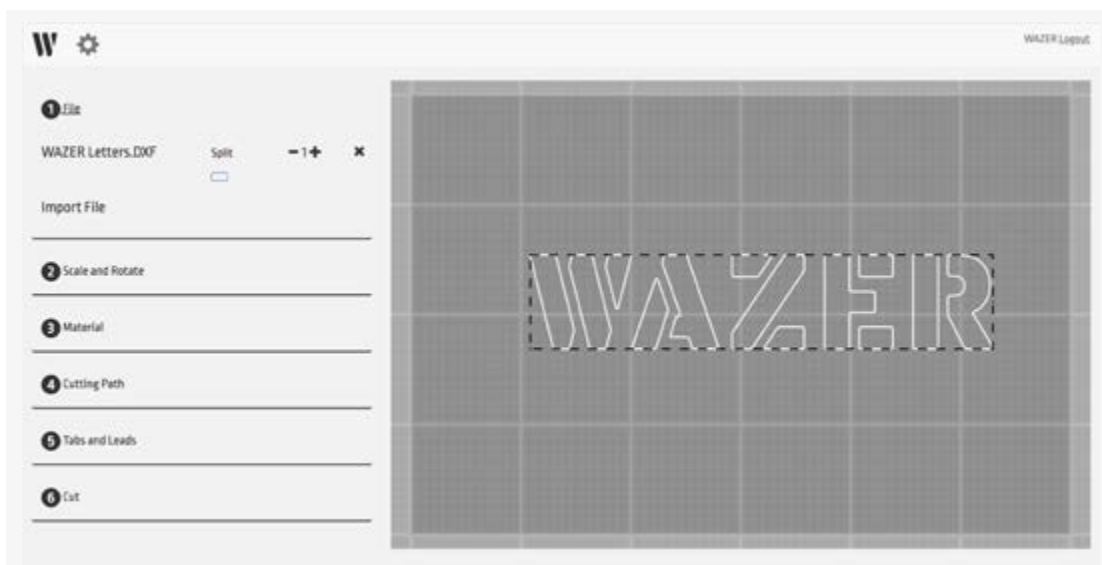 W
WAZER Logout
1 File
WAZER Letters.DXF Split − 1 + ×
Import File
2 Scale and Rotate
3 Material
4 Cutting Path
5 Tabs and Leads
6 Cut
WAZER